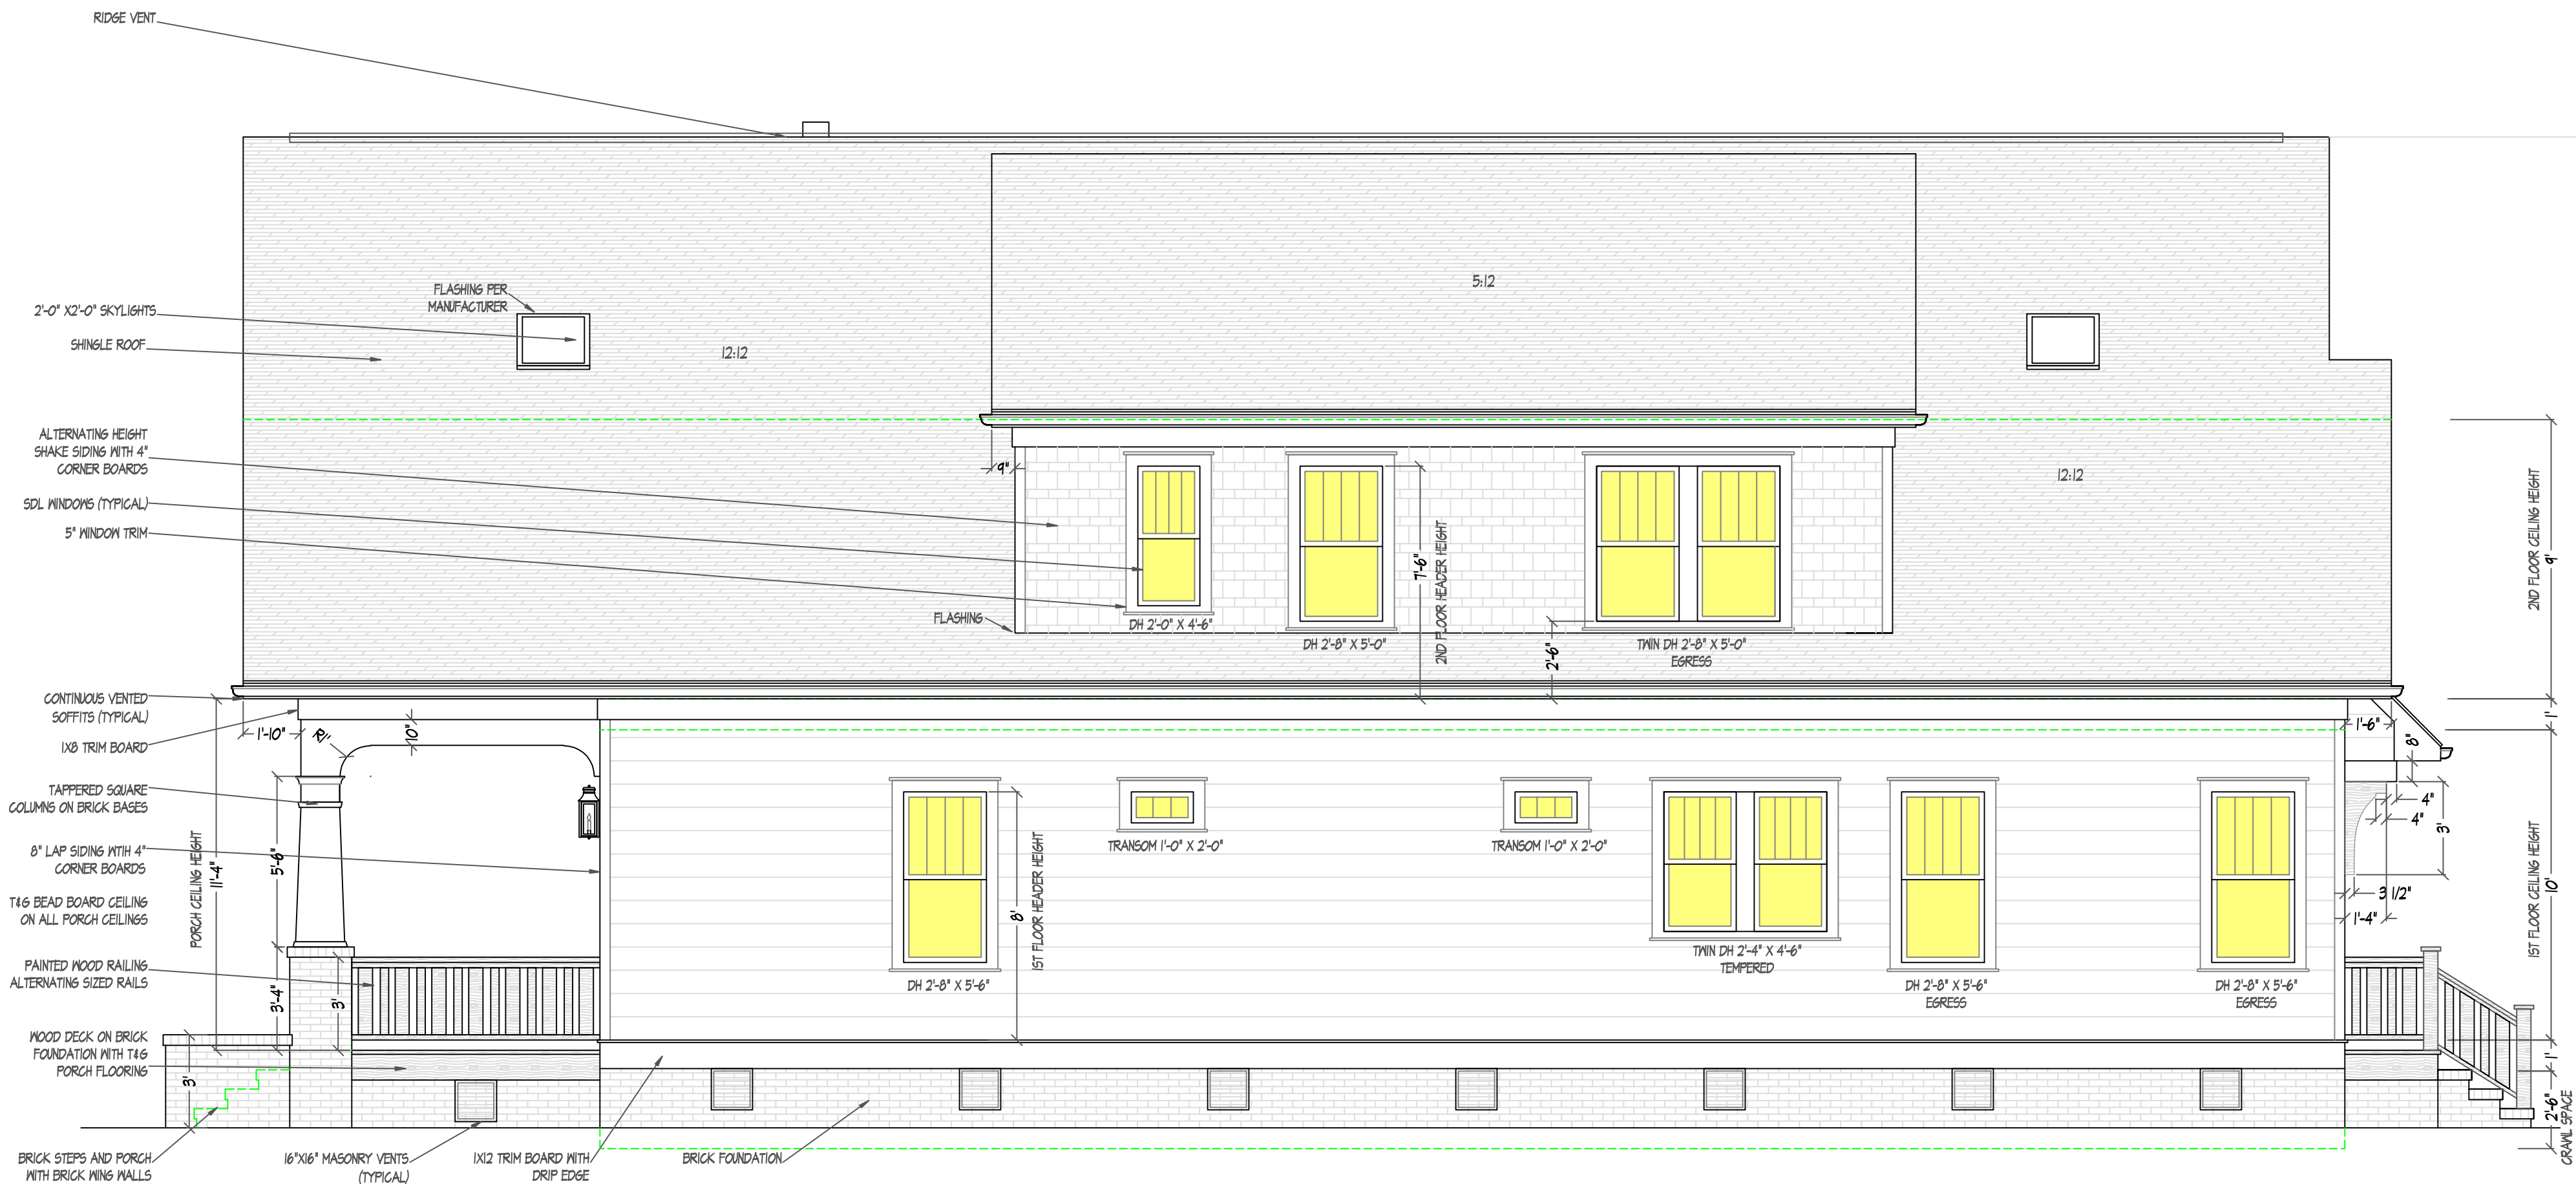 RIDGE VENT
FLASHING PER
MANUFACTURER
2'-0" X2'-0" SKYLIGHTS
SHINGLE ROOF
12:12
5:12
12:12
ALTERNATING HEIGHT
SHAKE SIDING WITH 4"
CORNER BOARDS
SDL WINDOWS (TYPICAL)
5" WINDOW TRIM
9"
FLASHING
DH 2'-0" X 4'-6"
DH 2'-8" X 5'-0"
7'-6"
2ND FLOOR HEADER HEIGHT
2'-6"
TWIN DH 2'-8" X 5'-0"
EGRESS
2ND FLOOR CEILING HEIGHT
9'
CONTINUOUS VENTED
SOFFITS (TYPICAL)
1X8 TRIM BOARD
1'-10"
R1'
10"
1'-6"
1'
8"
TAPPERED SQUARE
COLUMNS ON BRICK BASES
8" LAP SIDING WTIH 4"
CORNER BOARDS
T&G BEAD BOARD CEILING
ON ALL PORCH CEILINGS
PORCH CEILING HEIGHT
11'-4"
5'-6"
TRANSOM 1'-0" X 2'-0"
TRANSOM 1'-0" X 2'-0"
8'
1ST FLOOR HEADER HEIGHT
4"
4"
3'
3 1/2"
1'-4"
1ST FLOOR CEILING HEIGHT
10'
PAINTED WOOD RAILING
ALTERNATING SIZED RAILS
3'-4"
3'
DH 2'-8" X 5'-6"
TWIN DH 2'-4" X 4'-6"
TEMPERED
DH 2'-8" X 5'-6"
EGRESS
DH 2'-8" X 5'-6"
EGRESS
WOOD DECK ON BRICK
FOUNDATION WITH T&G
PORCH FLOORING
3'
1'
2'-6"
CRAWL SPACE
BRICK STEPS AND PORCH
WITH BRICK WING WALLS
16"X16" MASONRY VENTS
(TYPICAL)
1X12 TRIM BOARD WITH
DRIP EDGE
BRICK FOUNDATION